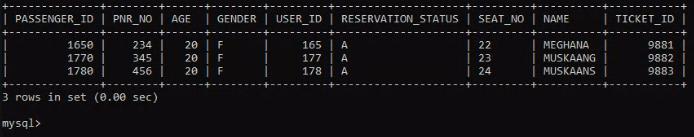 +--------------+--------+------+--------+---------+--------------------+---------+----------+-----------+
| PASSENGER_ID | PNR_NO | AGE  | GENDER | USER_ID | RESERVATION_STATUS | SEAT_NO | NAME     | TICKET_ID |
+--------------+--------+------+--------+---------+--------------------+---------+----------+-----------+
|         1650 |    234 |   20 | F      |     165 | A                  | 22      | MEGHANA  |      9881 |
|         1770 |    345 |   20 | F      |     177 | A                  | 23      | MUSKAANG |      9882 |
|         1780 |    456 |   20 | F      |     178 | A                  | 24      | MUSKAANS |      9883 |
+--------------+--------+------+--------+---------+--------------------+---------+----------+-----------+
3 rows in set (0.00 sec)
mysql>